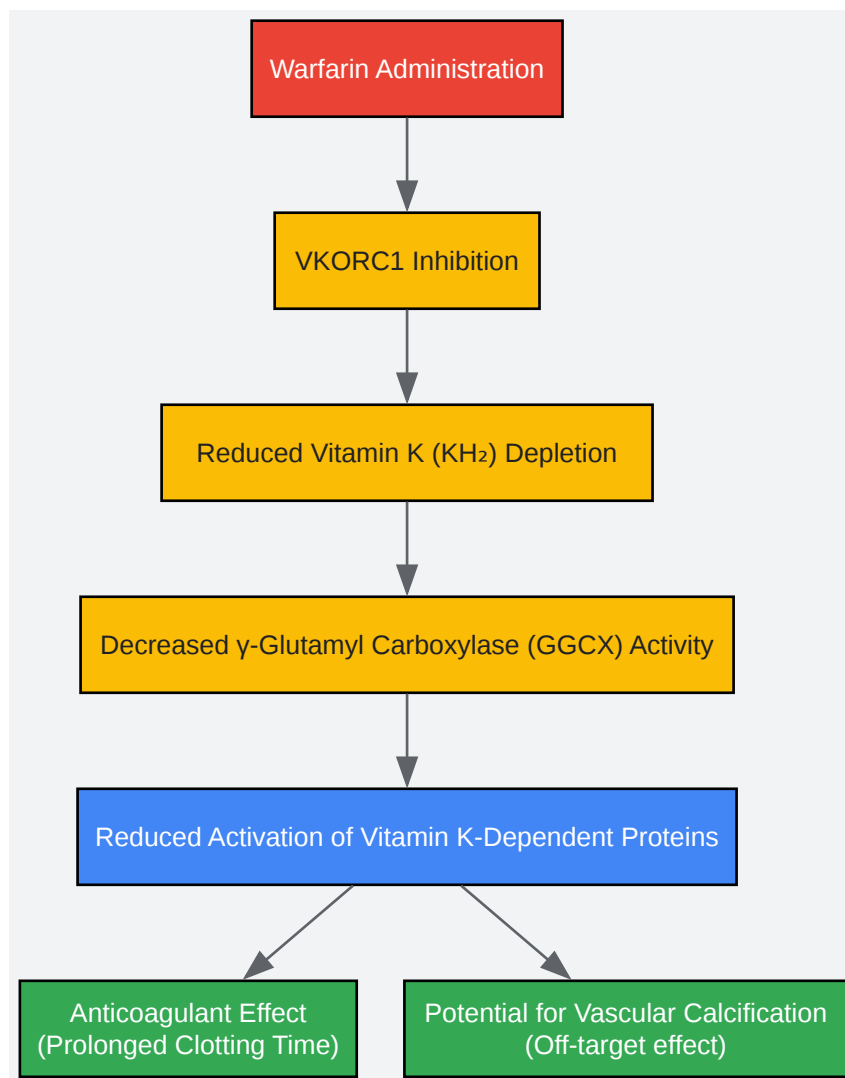 Warfarin Administration
VKORC1 Inhibition
Reduced Vitamin K (KH₂) Depletion
Decreased γ-Glutamyl Carboxylase (GGCX) Activity
Reduced Activation of Vitamin K-Dependent Proteins
Anticoagulant Effect
(Prolonged Clotting Time)
Potential for Vascular Calcification
(Off-target effect)